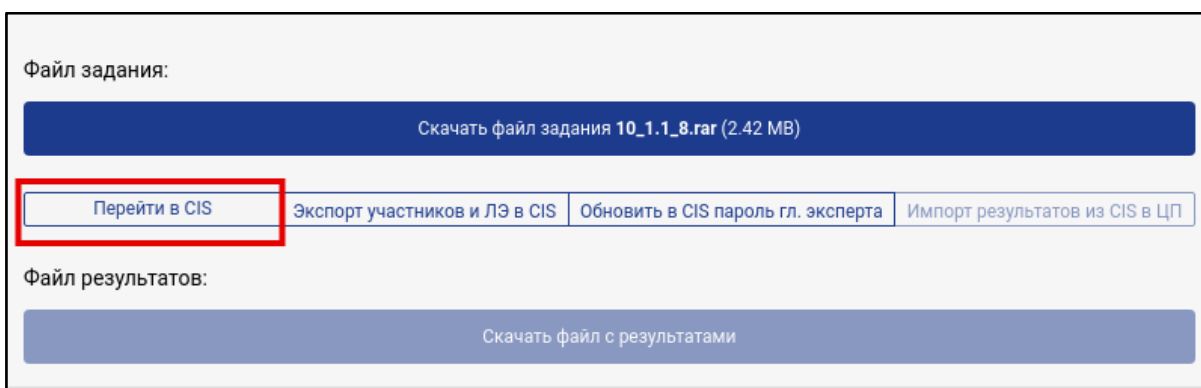 Файл задания:
Скачать файл задания 10_1.1_8.rar (2.42 MB)
Перейти в CIS Экспорт участников и ЛЭ в CIS Обновить в CIS пароль гл. эксперта Импорт результатов из CIS в ЦП
Файл результатов:
Скачать файл с результатами